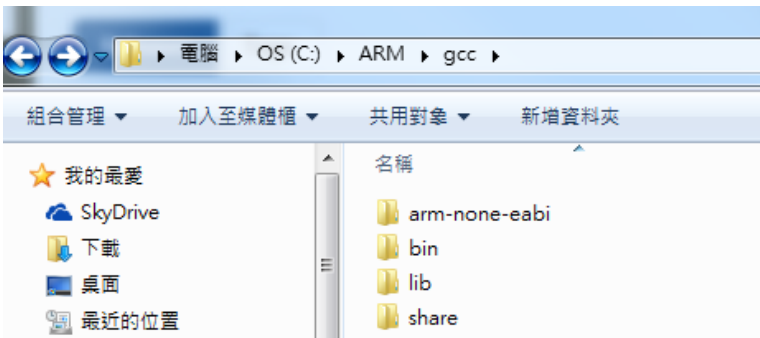 電腦 OS (C:) ARM gcc
組合管理 加入至媒體櫃 共用對象 新增資料夾
我的最愛
SkyDrive
下載
桌面
最近的位置
名稱
arm-none-eabi
bin
lib
share